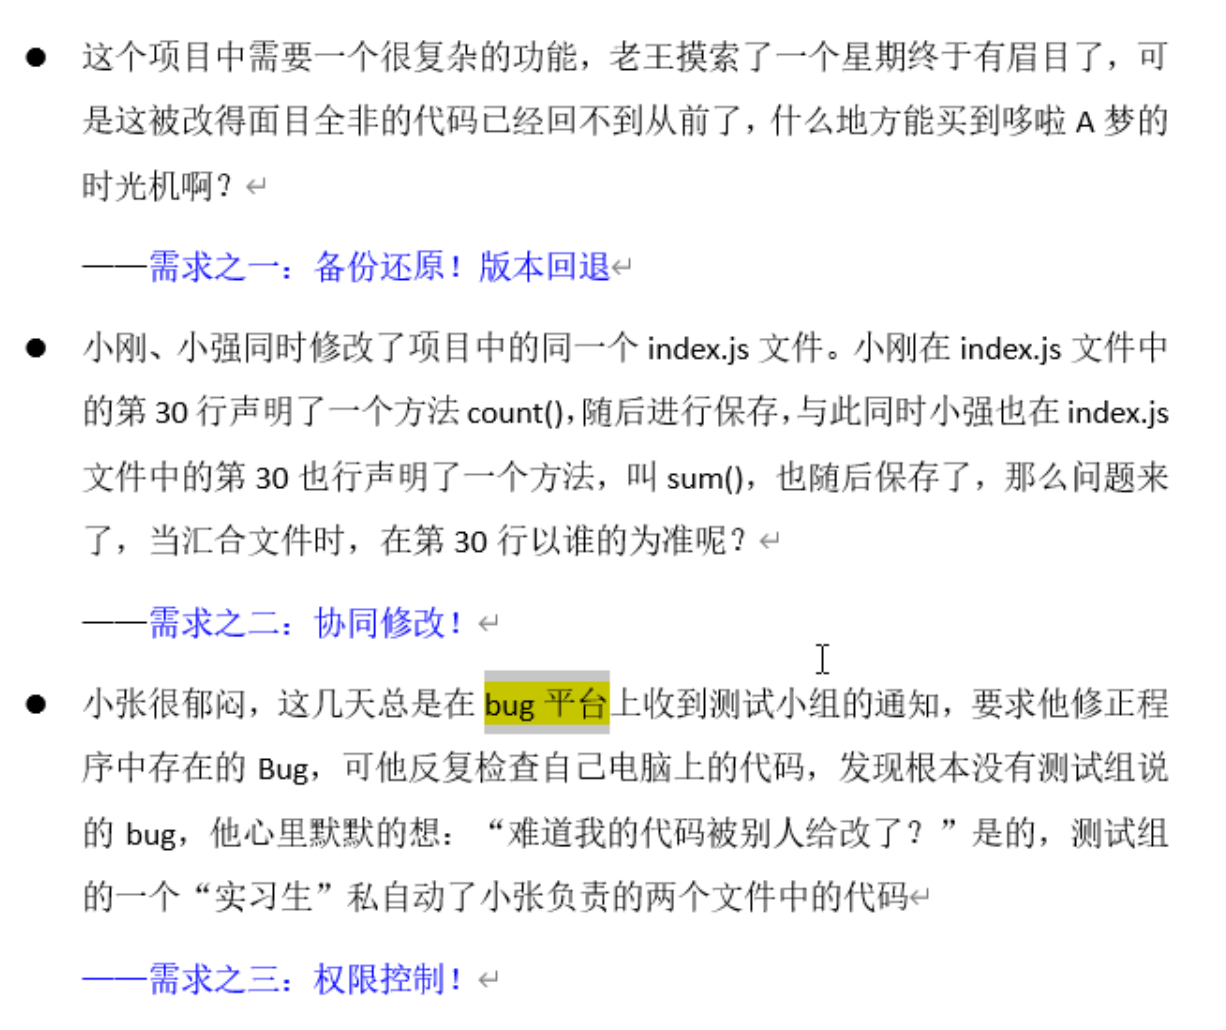 ● 这个项目中需要一个很复杂的功能，老王摸索了一个星期终于有眉目了，可
是这被改得面目全非的代码已经回不到从前了，什么地方能买到哆啦 A 梦的
时光机啊？↵
——需求之一：备份还原！版本回退↵
● 小刚、小强同时修改了项目中的同一个 index.js 文件。小刚在 index.js 文件中
的第 30 行声明了一个方法 count()，随后进行保存，与此同时小强也在 index.js
文件中的第 30 也行声明了一个方法，叫 sum()，也随后保存了，那么问题来
了，当汇合文件时，在第 30 行以谁的为准呢？↵
——需求之二：协同修改！↵
● 小张很郁闷，这几天总是在 bug 平台上收到测试小组的通知，要求他修正程
序中存在的 Bug，可他反复检查自己电脑上的代码，发现根本没有测试组说
的 bug，他心里默默的想：“难道我的代码被别人给改了？”是的，测试组
的一个“实习生”私自动了小张负责的两个文件中的代码↵
——需求之三：权限控制！↵